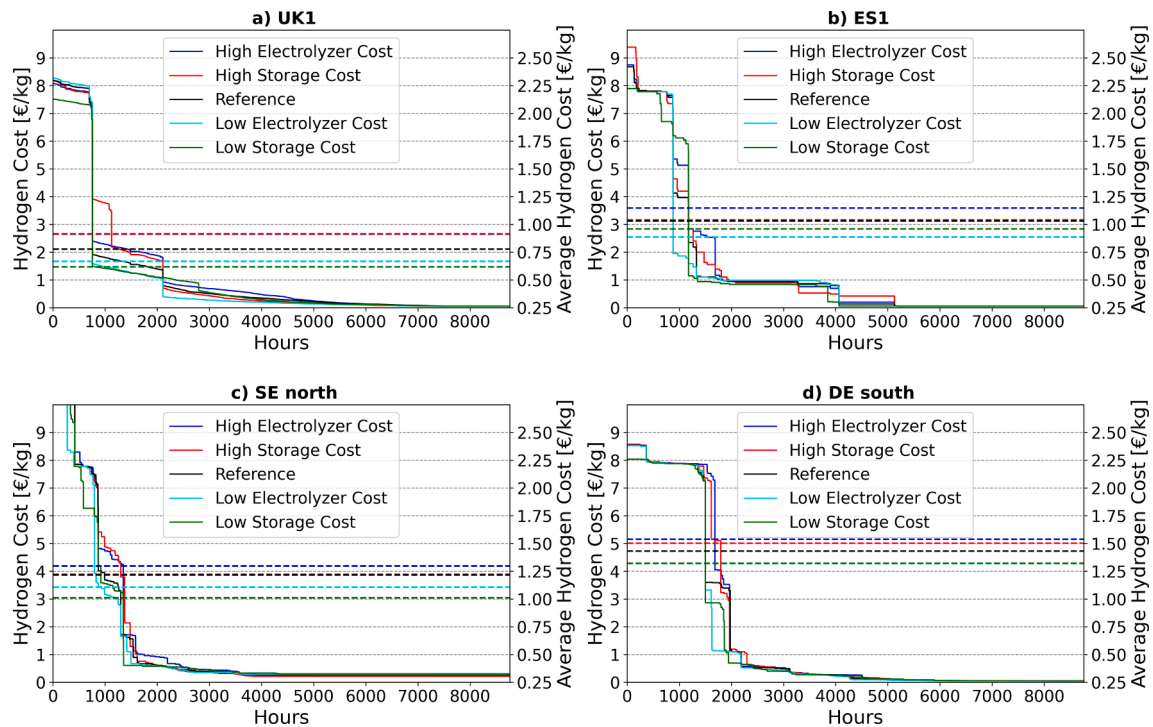 a) UK1
Hydrogen Cost [€/kg]
9
8
7
6
5
4
3
2
1
0
High Electrolyzer Cost
High Storage Cost
Reference
Low Electrolyzer Cost
Low Storage Cost
2.50
2.25
2.00
1.75
1.50
1.25
1.00
0.75
0.50
0.25
Average Hydrogen Cost [€/kg]
0 1000 2000 3000 4000 5000 6000 7000 8000
Hours
b) ES1
Hydrogen Cost [€/kg]
9
8
7
6
5
4
3
2
1
0
High Electrolyzer Cost
High Storage Cost
Reference
Low Electrolyzer Cost
Low Storage Cost
2.50
2.25
2.00
1.75
1.50
1.25
1.00
0.75
0.50
0.25
Average Hydrogen Cost [€/kg]
0 1000 2000 3000 4000 5000 6000 7000 8000
Hours
c) SE north
Hydrogen Cost [€/kg]
9
8
7
6
5
4
3
2
1
0
High Electrolyzer Cost
High Storage Cost
Reference
Low Electrolyzer Cost
Low Storage Cost
2.50
2.25
2.00
1.75
1.50
1.25
1.00
0.75
0.50
0.25
Average Hydrogen Cost [€/kg]
0 1000 2000 3000 4000 5000 6000 7000 8000
Hours
d) DE south
Hydrogen Cost [€/kg]
9
8
7
6
5
4
3
2
1
0
High Electrolyzer Cost
High Storage Cost
Reference
Low Electrolyzer Cost
Low Storage Cost
2.50
2.25
2.00
1.75
1.50
1.25
1.00
0.75
0.50
0.25
Average Hydrogen Cost [€/kg]
0 1000 2000 3000 4000 5000 6000 7000 8000
Hours